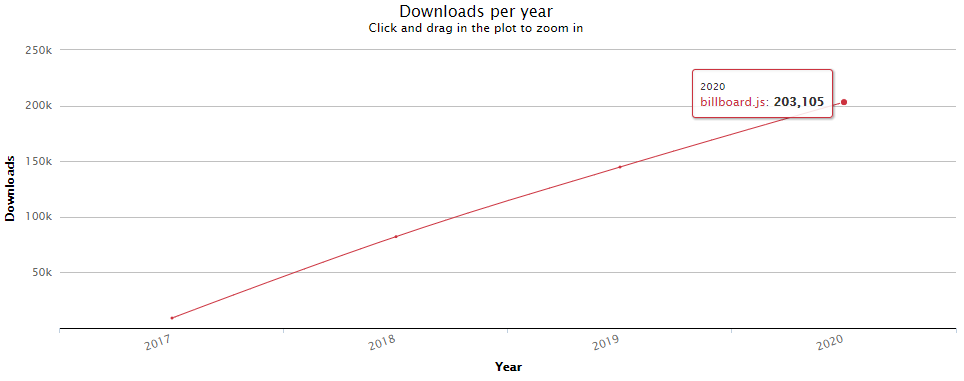 Downloads per year
Click and drag in the plot to zoom in
250k
200k
150k
100k
50k
Downloads
2020
billboard.js: 203,105
2017
2018
2019
2020
Year